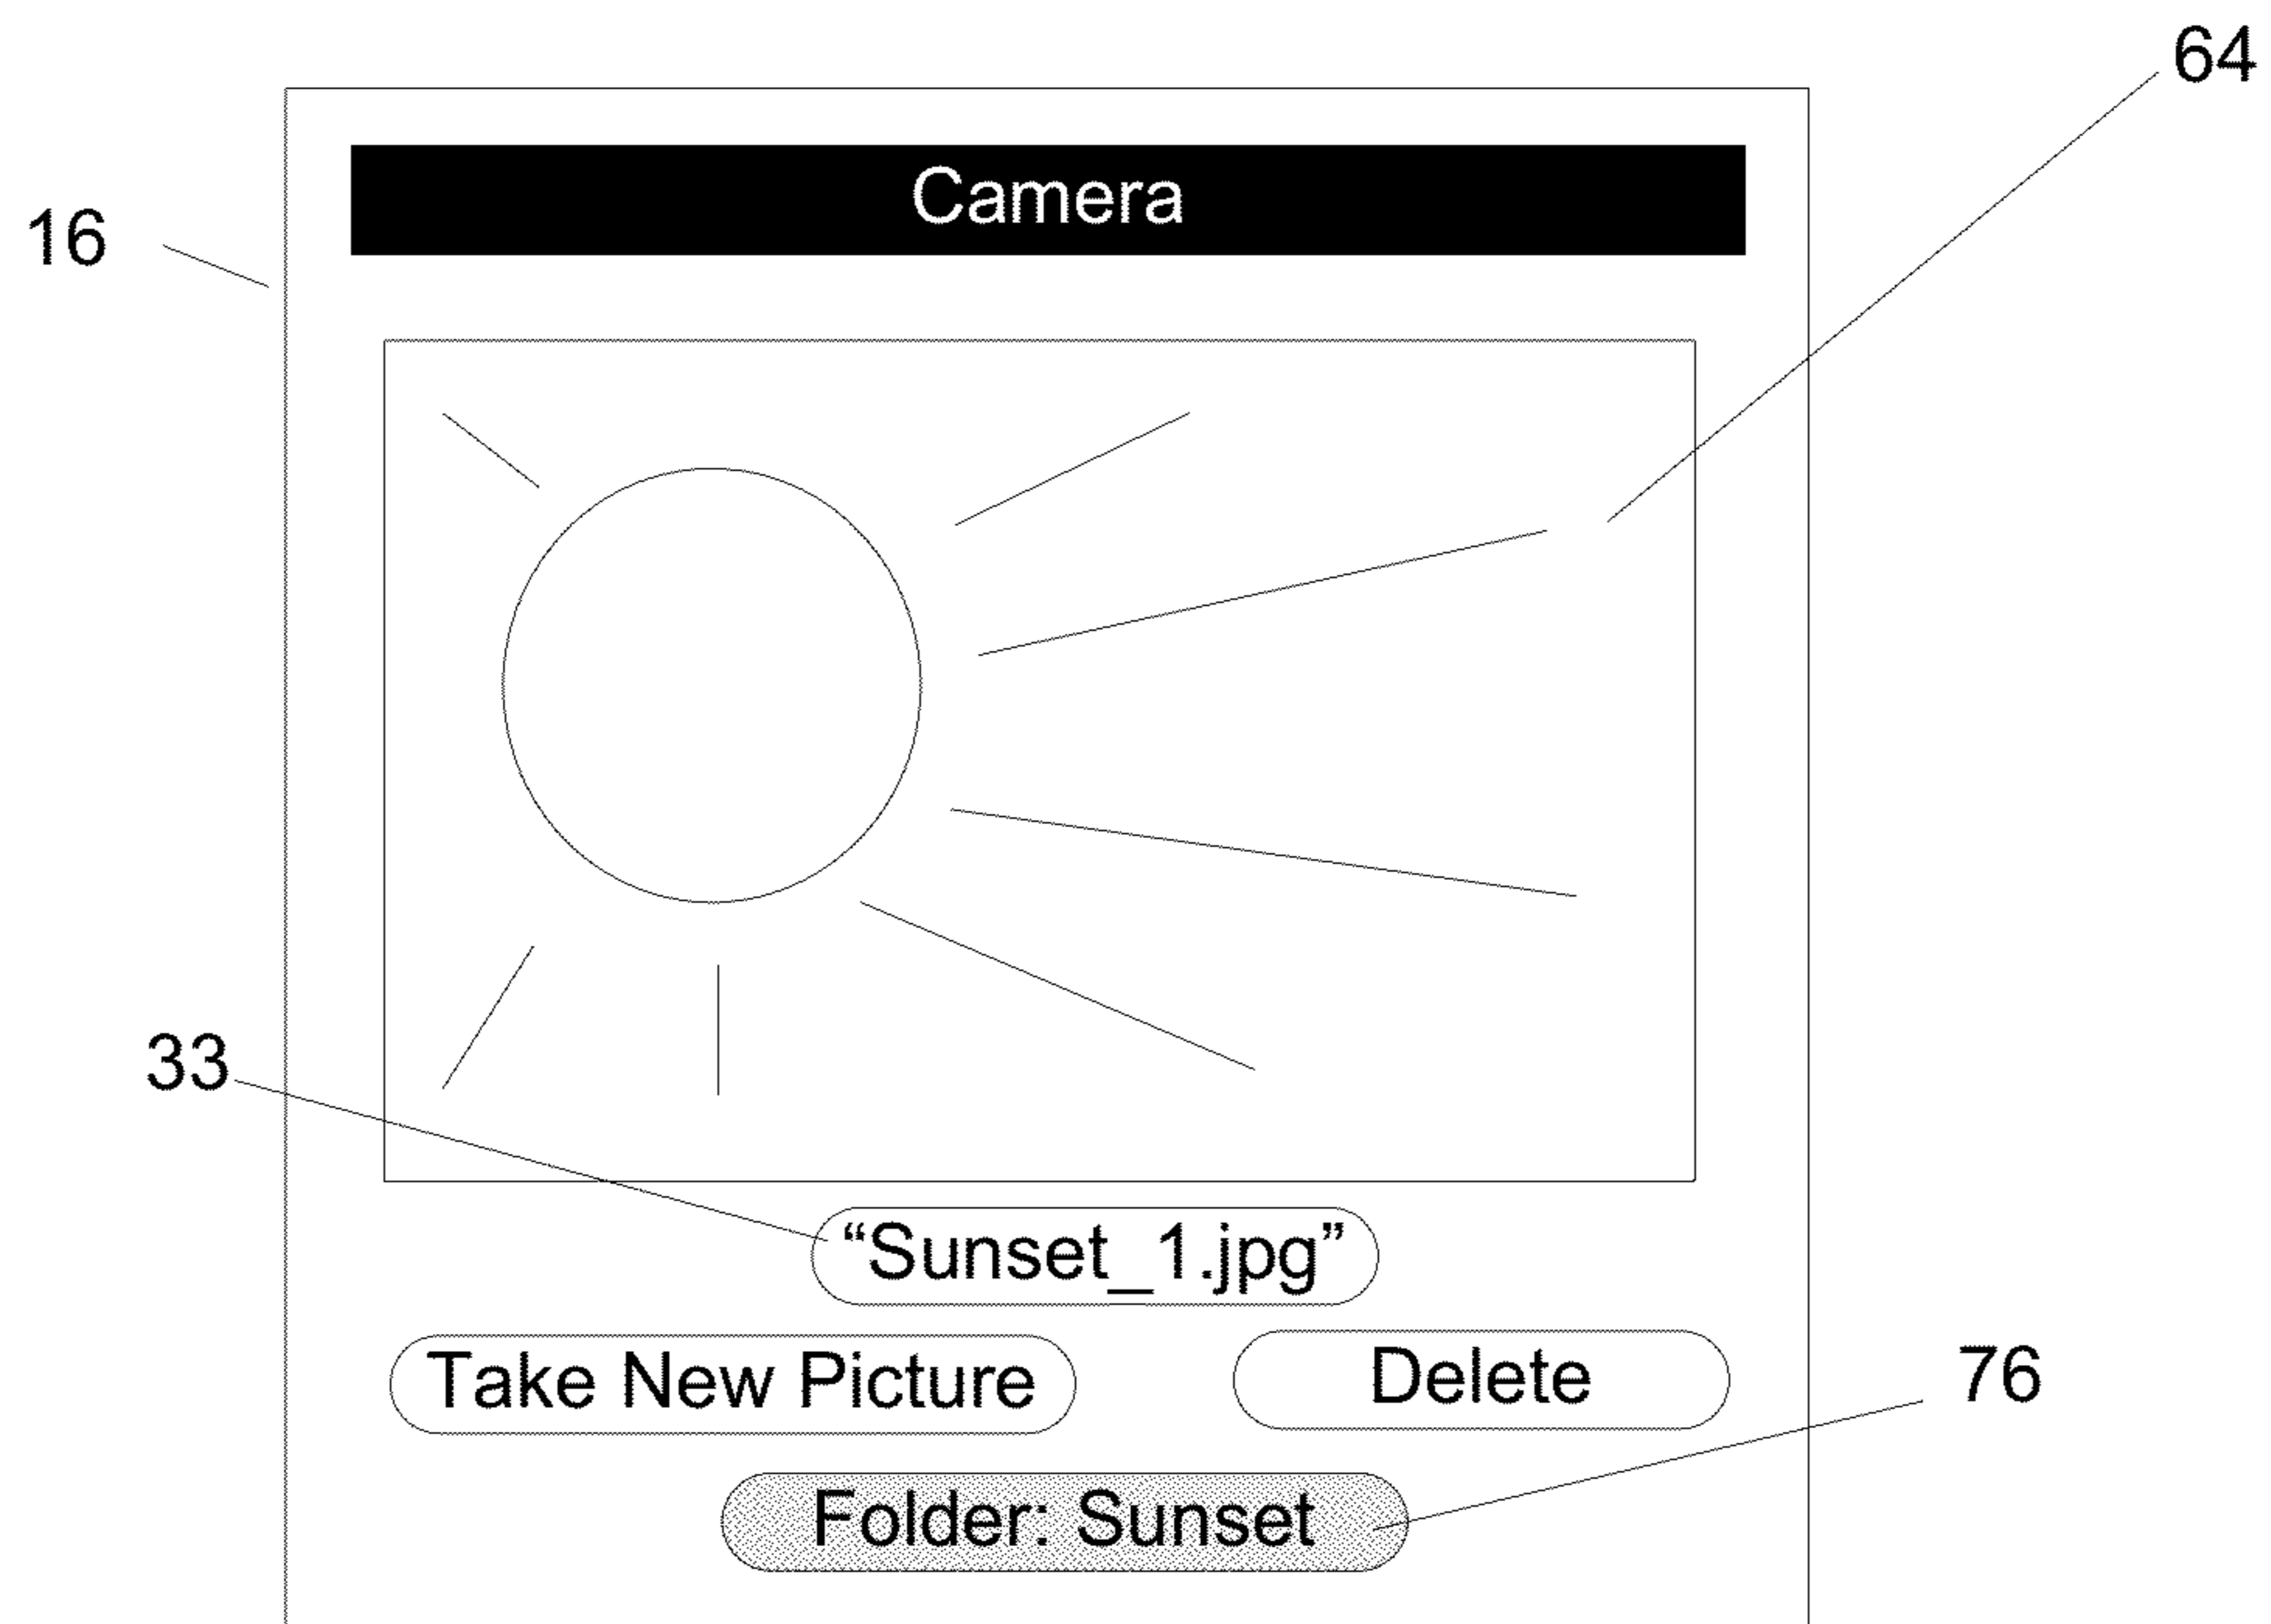 64
Camera
16
33
“Sunset_1.jpg”
Take New Picture
Delete
76
Folder: Sunset